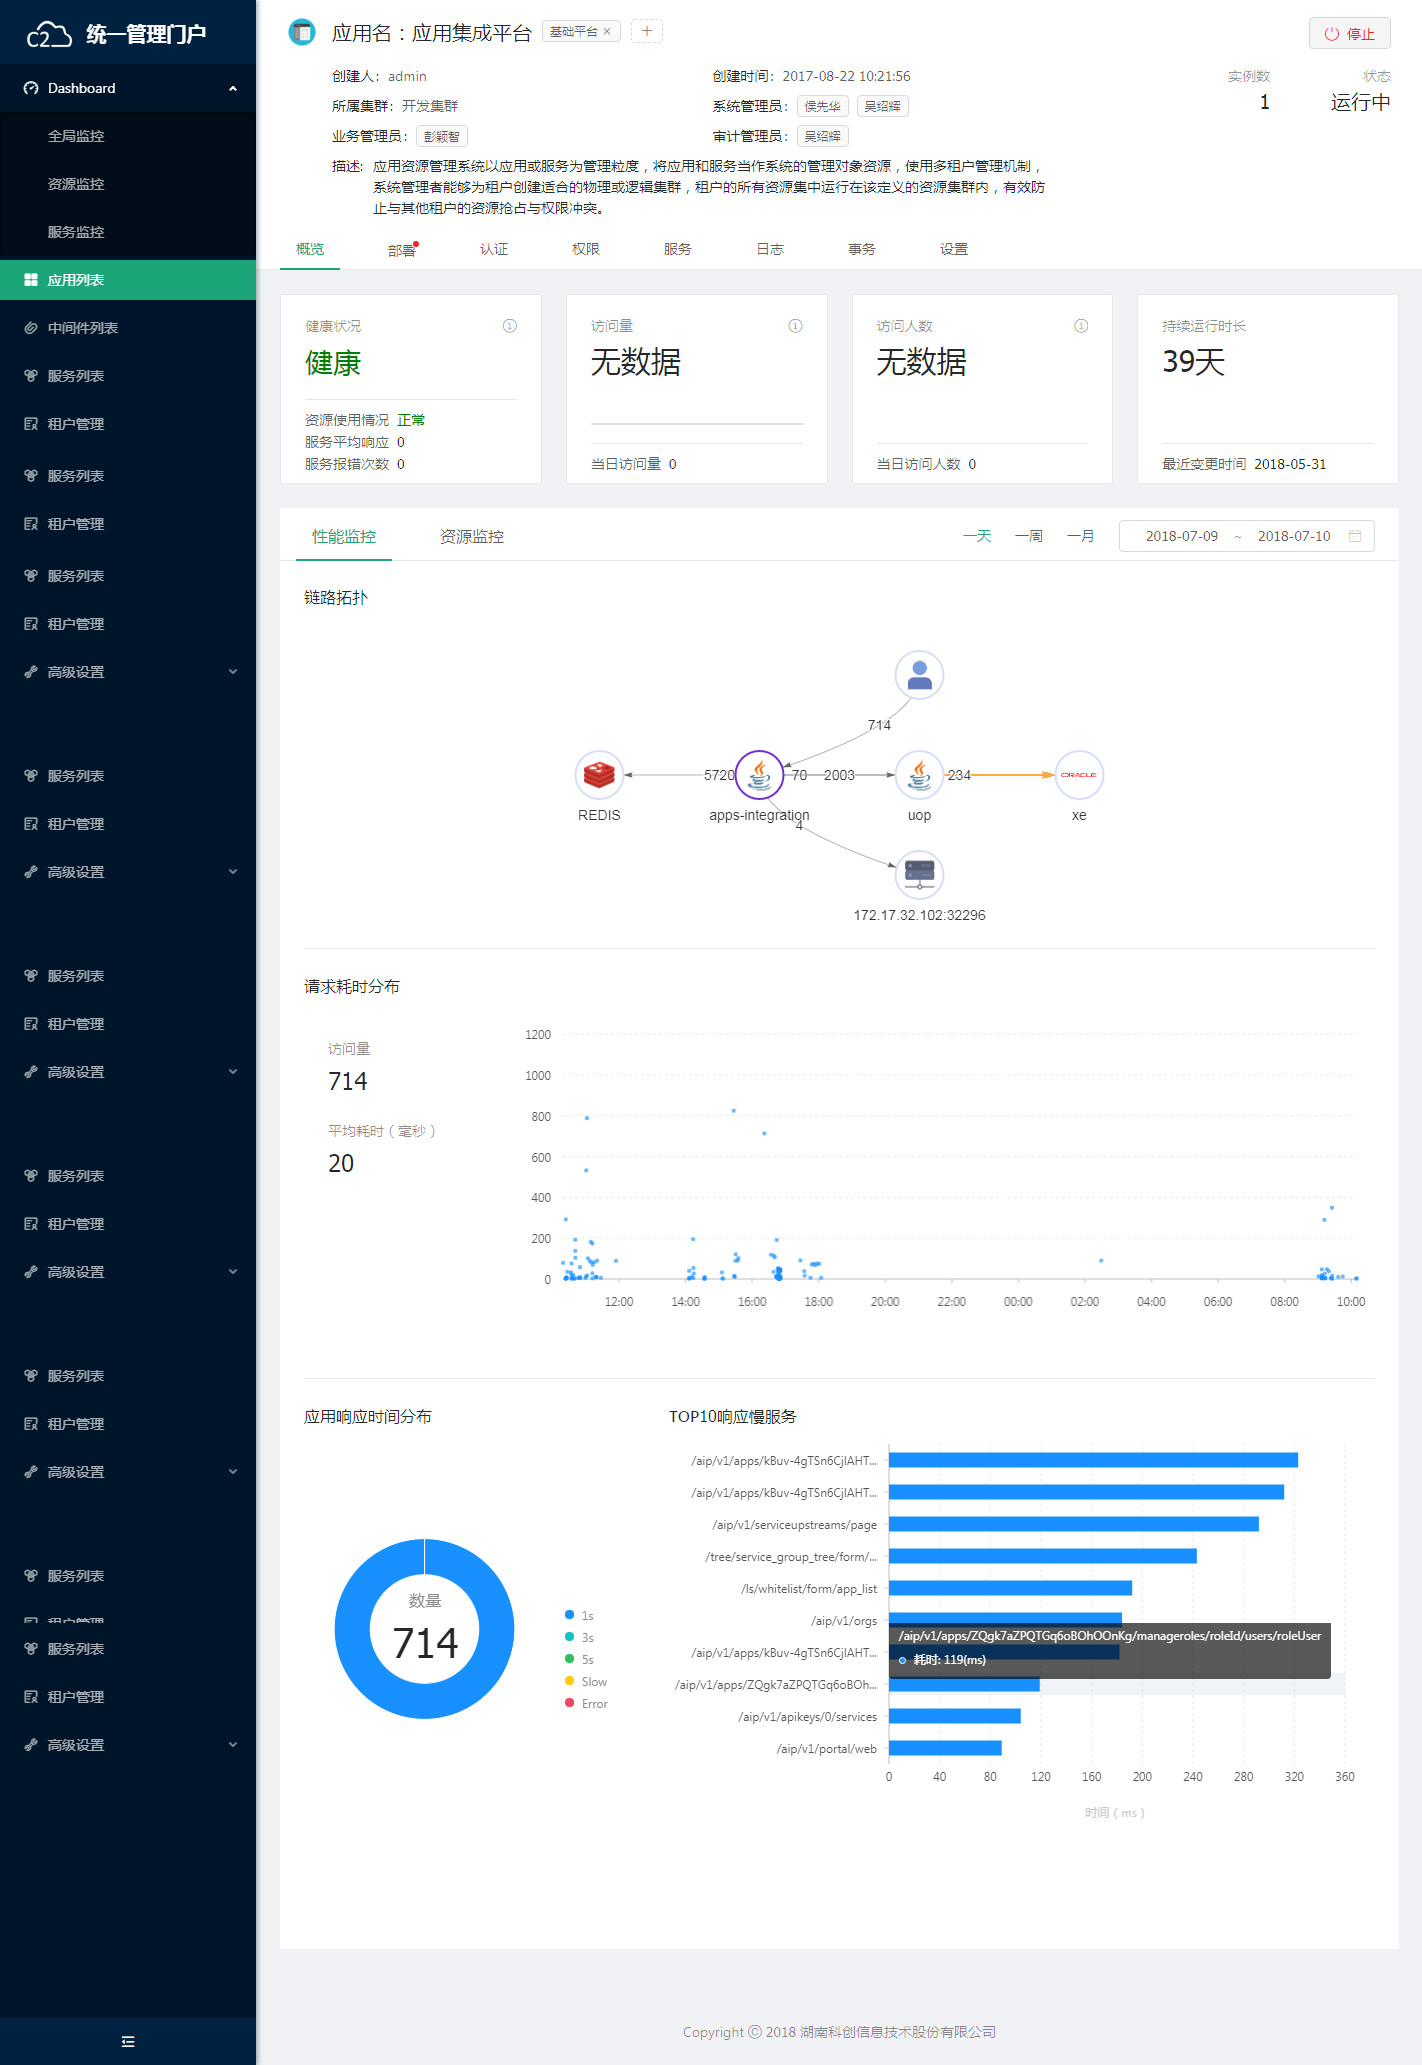 C2 统一管理门户
Dashboard
全局监控
资源监控
服务监控
应用列表
中间件列表
服务列表
租户管理
服务列表
租户管理
服务列表
租户管理
高级设置
服务列表
租户管理
高级设置
服务列表
租户管理
高级设置
服务列表
租户管理
高级设置
服务列表
租户管理
高级设置
服务列表
租户管理
服务列表
租户管理
高级设置
应用名：应用集成平台 基础平台 × +
停止
创建人： admin 创建时间： 2017-08-22 10:21:56
实例数 状态
所属集群： 开发集群 系统管理员： 侯先华 吴绍辉
1 运行中
业务管理员： 彭颖智 审计管理员： 吴绍辉
描述： 应用资源管理系统以应用或服务为管理粒度，将应用和服务当作系统的管理对象资源，使用多租户管理机制，
系统管理者能够为租户创建适合的物理或逻辑集群，租户的所有资源集中运行在该定义的资源集群内，有效防
止与其他租户的资源抢占与权限冲突。
概览 部署 认证 权限 服务 日志 事务 设置
健康状况
健康
资源使用情况 正常
服务平均响应 0
服务报错次数 0
访问量
无数据
当日访问量 0
访问人数
无数据
当日访问人数 0
持续运行时长
39天
最近变更时间 2018-05-31
性能监控 资源监控 一天 一周 一月 2018-07-09 ~ 2018-07-10
链路拓扑
714
5720 70 2003 234
ORACLE
REDIS apps-integration uop xe
4
172.17.32.102:32296
请求耗时分布
访问量
714
平均耗时（毫秒）
20
1200
1000
800
600
400
200
0
12:00 14:00 16:00 18:00 20:00 22:00 00:00 02:00 04:00 06:00 08:00 10:00
应用响应时间分布
数量
714
1s
3s
5s
Slow
Error
TOP10响应慢服务
/aip/v1/apps/kBuv-4gTSn6CjIAHT...
/aip/v1/apps/kBuv-4gTSn6CjIAHT...
/aip/v1/serviceupstreams/page
/tree/service_group_tree/form/...
/ls/whitelist/form/app_list
/aip/v1/orgs
/aip/v1/apps/kBuv-4gTSn6CjIAHT...
/aip/v1/apps/ZQgk7aZPQTGq6oBOh...
/aip/v1/apikeys/0/services
/aip/v1/portal/web
/aip/v1/apps/ZQgk7aZPQTGq6oBOhOOnKg/manageroles/roleId/users/roleUser
耗时: 119(ms)
0 40 80 120 160 200 240 280 320 360
时间（ms）
Copyright © 2018 湖南科创信息技术股份有限公司